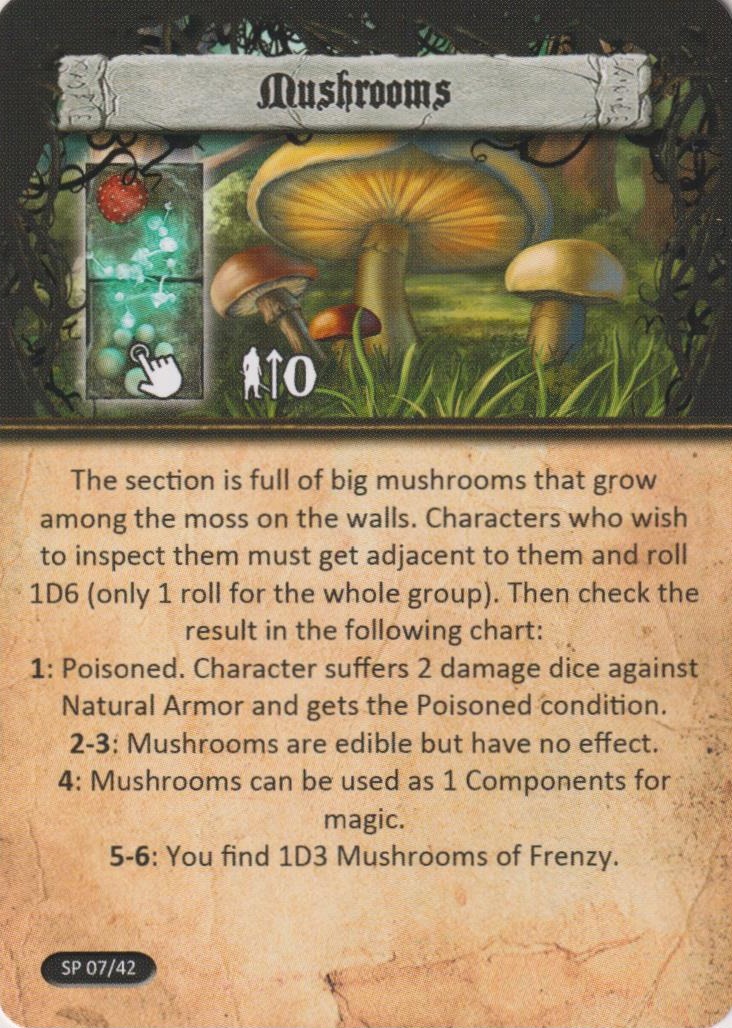 Mushrooms
0
The section is full of big mushrooms that grow
among the moss on the walls. Characters who wish
to inspect them must get adjacent to them and roll
1D6 (only 1 roll for the whole group). Then check the
result in the following chart:
1: Poisoned. Character suffers 2 damage dice against
Natural Armor and gets the Poisoned condition.
2-3: Mushrooms are edible but have no effect.
4: Mushrooms can be used as 1 Components for
magic.
5-6: You find 1D3 Mushrooms of Frenzy.
SP 07/42